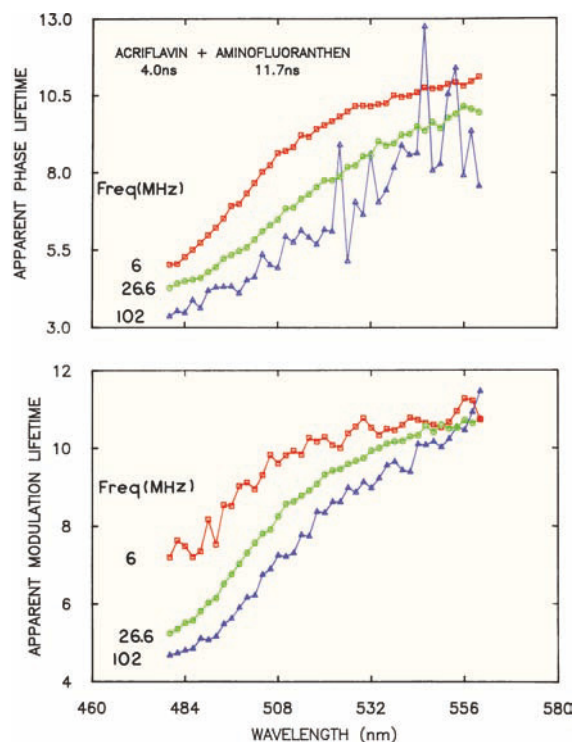 13.0
ACRIFLAVIN + AMINOFLUORANTHEN
4.0ns 11.7ns
10.5
8.0
Freq(MHz)
5.5
6
26.6
102
3.0
APPARENT PHASE LIFETIME
12
10
Freq(MHz)
8
6
6
26.6
102
4
APPARENT MODULATION LIFETIME
460 484 508 532 556 580
WAVELENGTH (nm)